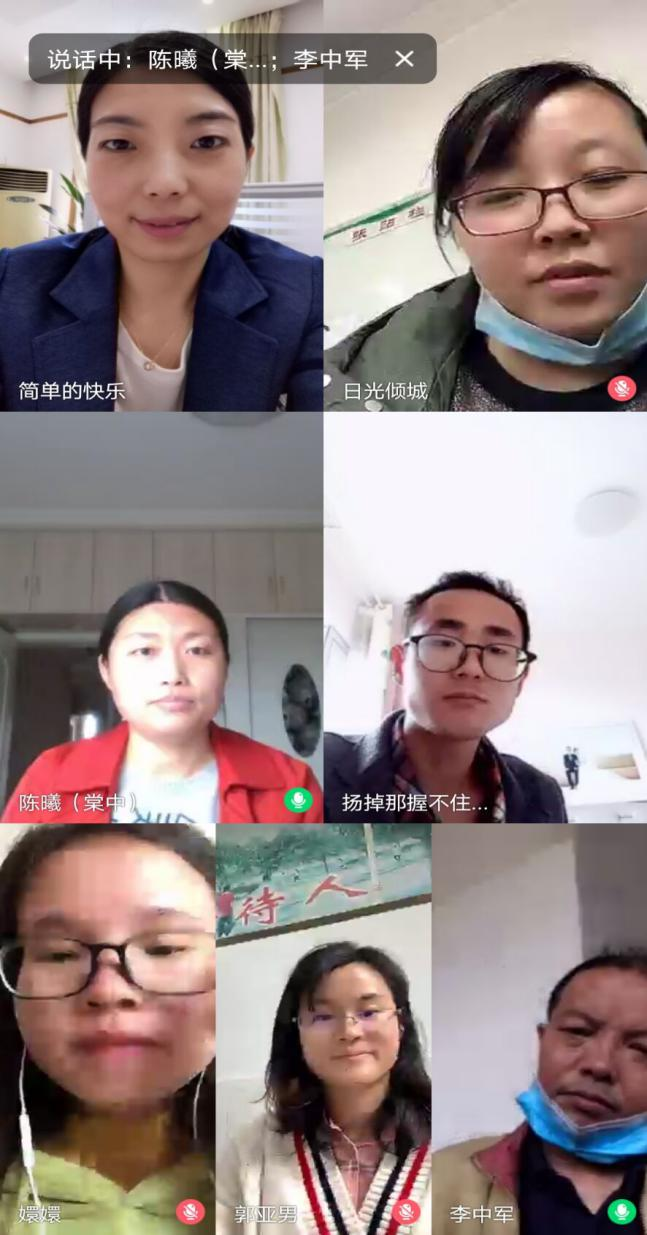 说话中：陈曦（棠...；李中军
简单的快乐
日光倾城
陈曦（棠中）
扬掉那握不住...
嬛嬛
待人
郭亚男
李中军